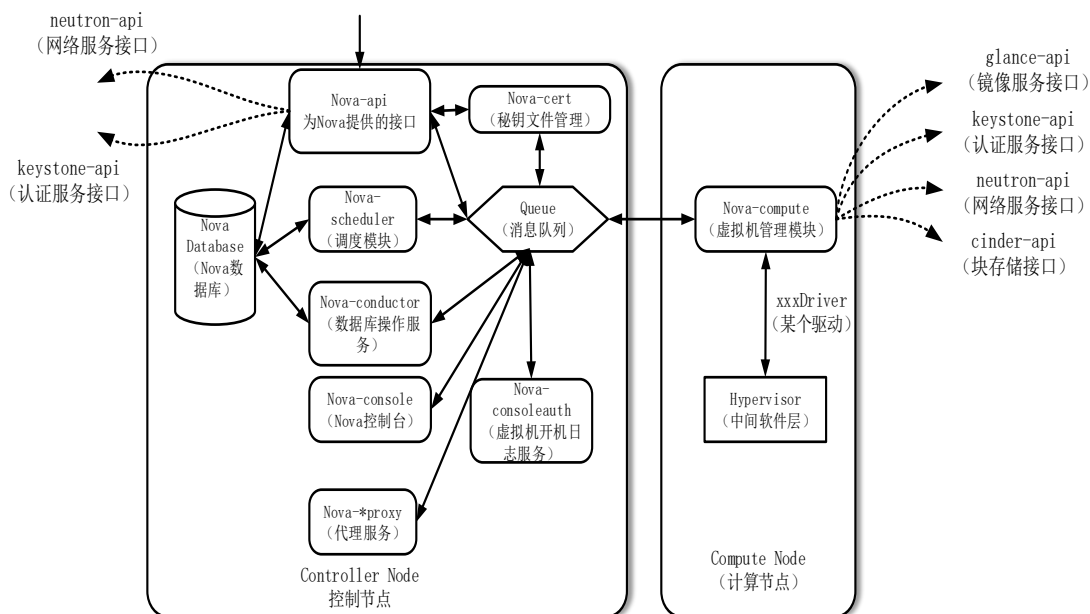 neutron-api
（网络服务接口）
keystone-api
（认证服务接口）
Nova-api
为Nova提供的接口
Nova-cert
（秘钥文件管理）
Nova
Database
（Nova数
据库）
Nova-
scheduler
（调度模块）
Queue
（消息队列）
Nova-conductor
（数据库操作服
务）
Nova-console
（Nova控制台）
Nova-
consoleauth
（虚拟机开机日
志服务）
Nova-*proxy
（代理服务）
Controller Node
控制节点
Nova-compute
（虚拟机管理模块）
xxxDriver
（某个驱动）
Hypervisor
（中间软件层）
Compute Node
（计算节点）
glance-api
（镜像服务接口）
keystone-api
（认证服务接口）
neutron-api
（网络服务接口）
cinder-api
（块存储接口）